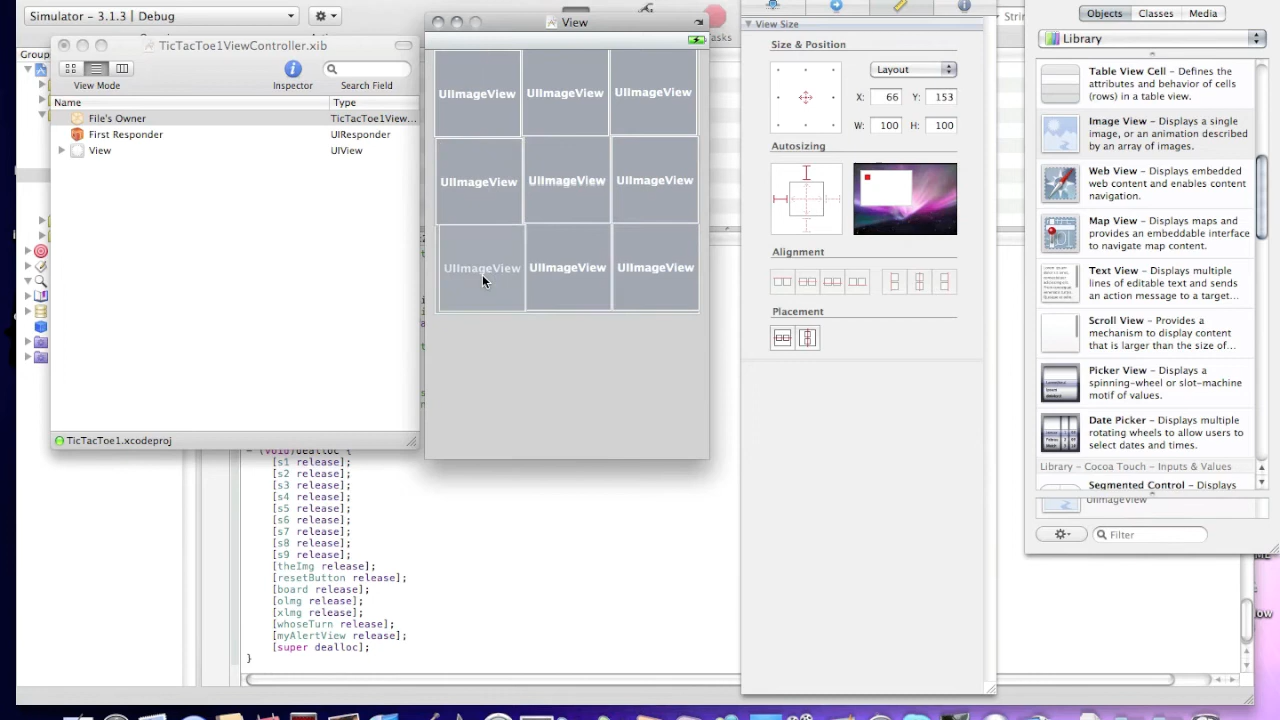 Simulator - 3.1.3 | Debug
View
TicTacToe1ViewController.xib
View Mode
Inspector
Search Field
Name
Type
File's Owner
TicTacToe1View...
First Responder
UIResponder
View
UIView
TicTacToe1.xcodeproj
Group
UIImageView UIImageView UIImageView
UIImageView UIImageView UIImageView
UIImageView UIImageView UIImageView
[s1 release];
[s2 release];
[s3 release];
[s4 release];
[s5 release];
[s6 release];
[s7 release];
[s8 release];
[s9 release];
[theImg release];
[resetButton release];
[board release];
[oImg release];
[xImg release];
[whoseTurn release];
[myAlertView release];
[super dealloc];
}
View Size
Size & Position
Layout
X: 66 Y: 153
W: 100 H: 100
Autosizing
Alignment
Placement
Objects Classes Media
Library
Table View Cell - Defines the
attributes and behavior of cells
(rows) in a table view.
Image View - Displays a single
image, or an animation described
by an array of images.
Web View - Displays embedded
web content and enables content
navigation.
Map View - Displays maps and
provides an embeddable interface
to navigate map content.
Text View - Displays multiple
lines of editable text and sends
an action message to a target...
Scroll View - Provides a
mechanism to display content
that is larger than the size of...
Picker View - Displays a
spinning-wheel or slot-machine
motif of values.
Date Picker - Displays multiple
rotating wheels to allow users to
select dates and times.
Library - Cocoa Touch - Inputs & Values
Segmented Control - Displays
UIImageView
Filter